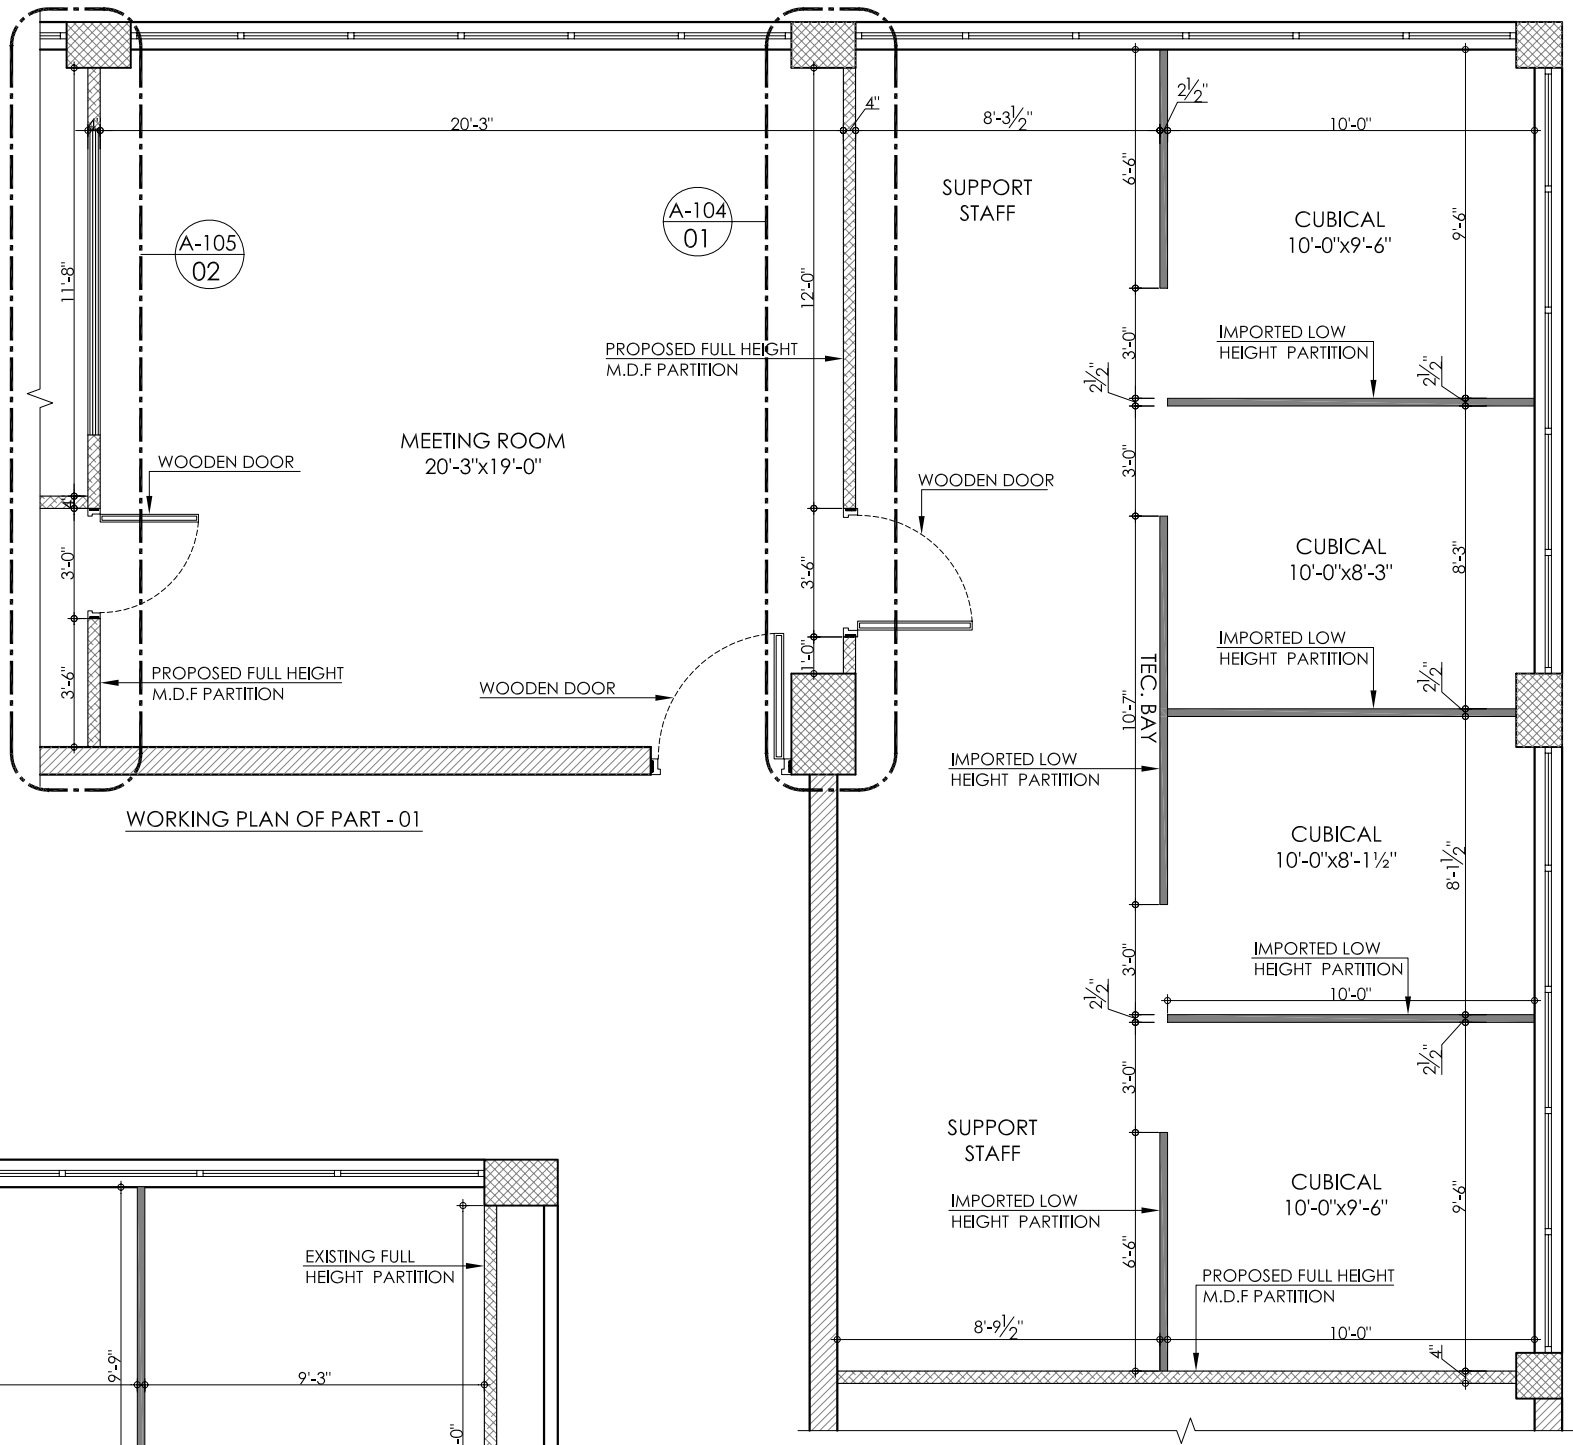 20'-3"
4"
8'-3½"
2½"
10'-0"
6'-6"
SUPPORT
STAFF
A-104
01
A-105
02
CUBICAL
10'-0"x9'-6"
9'-6"
11'-8"
12'-0"
PROPOSED FULL HEIGHT
M.D.F PARTITION
3'-0"
IMPORTED LOW
HEIGHT PARTITION
2½"
2½"
MEETING ROOM
20'-3"x19'-0"
WOODEN DOOR
3'-0"
WOODEN DOOR
4"
3'-0"
3'-6"
CUBICAL
10'-0"x8'-3"
8'-3"
IMPORTED LOW
HEIGHT PARTITION
2½"
1'-0"
TEC. BAY
10'-7"
3'-6"
PROPOSED FULL HEIGHT
M.D.F PARTITION
WOODEN DOOR
IMPORTED LOW
HEIGHT PARTITION
WORKING PLAN OF PART - 01
CUBICAL
10'-0"x8'-1½"
8'-1½"
3'-0"
IMPORTED LOW
HEIGHT PARTITION
10'-0"
2½"
2½"
3'-0"
SUPPORT
STAFF
CUBICAL
10'-0"x9'-6"
9'-6"
IMPORTED LOW
HEIGHT PARTITION
6'-6"
PROPOSED FULL HEIGHT
M.D.F PARTITION
8'-9½"
10'-0"
4"
EXISTING FULL
HEIGHT PARTITION
9'-9"
9'-3"
-0"